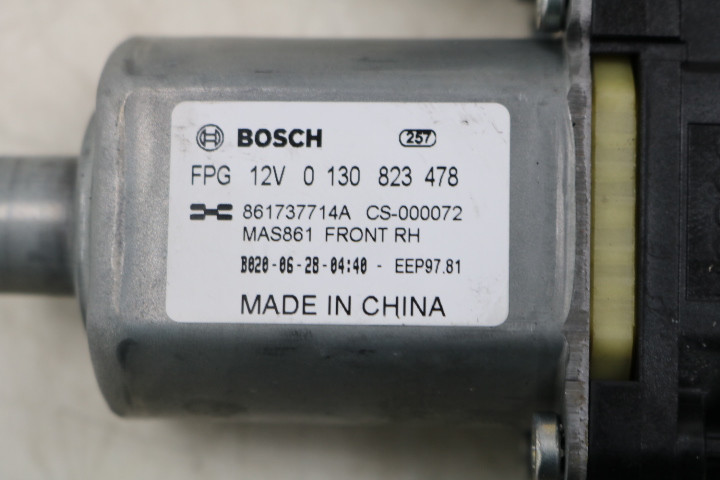 BOSCH 257
FPG 12V 0 130 823 478
861737714A CS-000072
MAS861 FRONT RH
B020-06-28-04:40 - EEP97.81
MADE IN CHINA